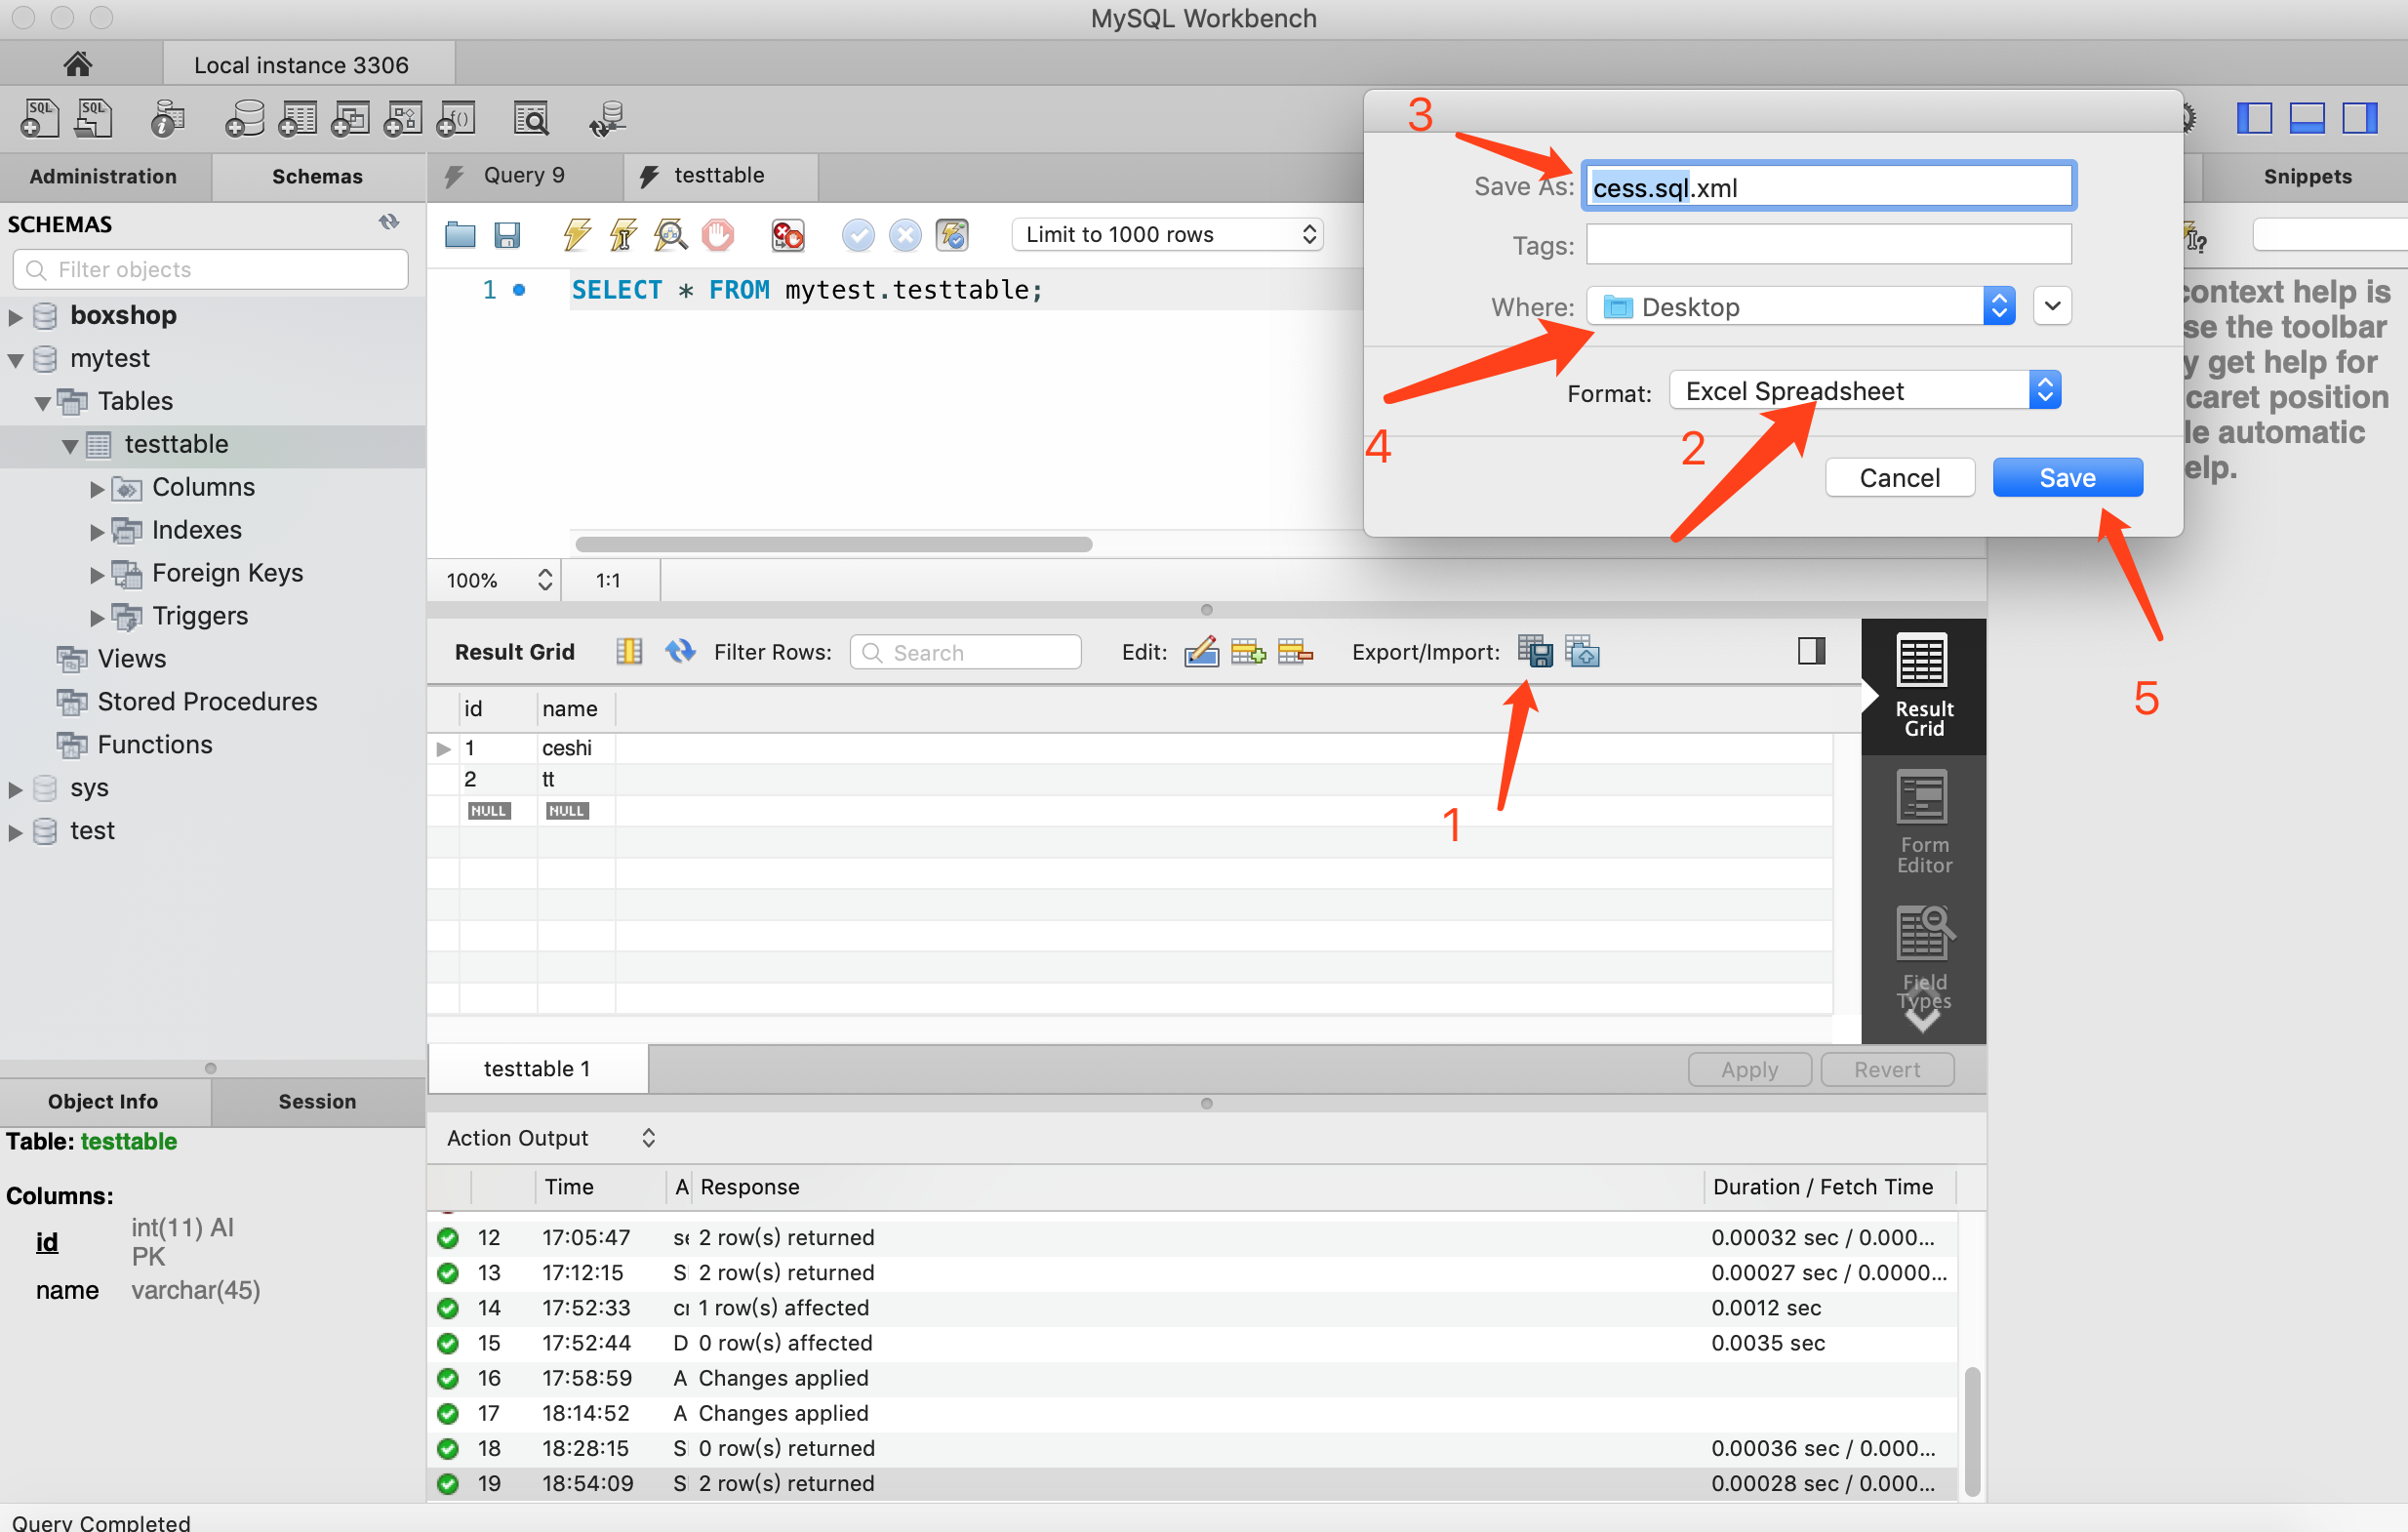 MySQL Workbench
Local instance 3306
Administration
Schemas
SCHEMAS
Filter objects
boxshop
mytest
Tables
testtable
Columns
Indexes
Foreign Keys
Triggers
Views
Stored Procedures
Functions
sys
test
Object Info
Session
Table: testtable
Columns:
id int(11) AI PK
name varchar(45)
Query Completed
SQL
SQL
Query 9
testtable
Limit to 1000 rows
1 SELECT * FROM mytest.testtable;
100%
1:1
Result Grid
Filter Rows:
Search
Edit:
Export/Import:
id name
1 ceshi
2 tt
NULL NULL
1
Result Grid
Form Editor
Field Types
testtable 1
Apply
Revert
Action Output
Time A Response Duration / Fetch Time
12 17:05:47 2 row(s) returned 0.00032 sec / 0.000...
13 17:12:15 S 2 row(s) returned 0.00027 sec / 0.0000...
14 17:52:33 1 row(s) affected 0.0012 sec
15 17:52:44 D 0 row(s) affected 0.0035 sec
16 17:58:59 A Changes applied
17 18:14:52 A Changes applied
18 18:28:15 S 0 row(s) returned 0.00036 sec / 0.000...
19 18:54:09 S 2 row(s) returned 0.00028 sec / 0.000...
3
Save As: cess.sql.xml
Tags:
Where: Desktop
4
Format: Excel Spreadsheet
2
Cancel
Save
5
Snippets
context help is
se the toolbar
y get help for
caret position
le automatic
elp.